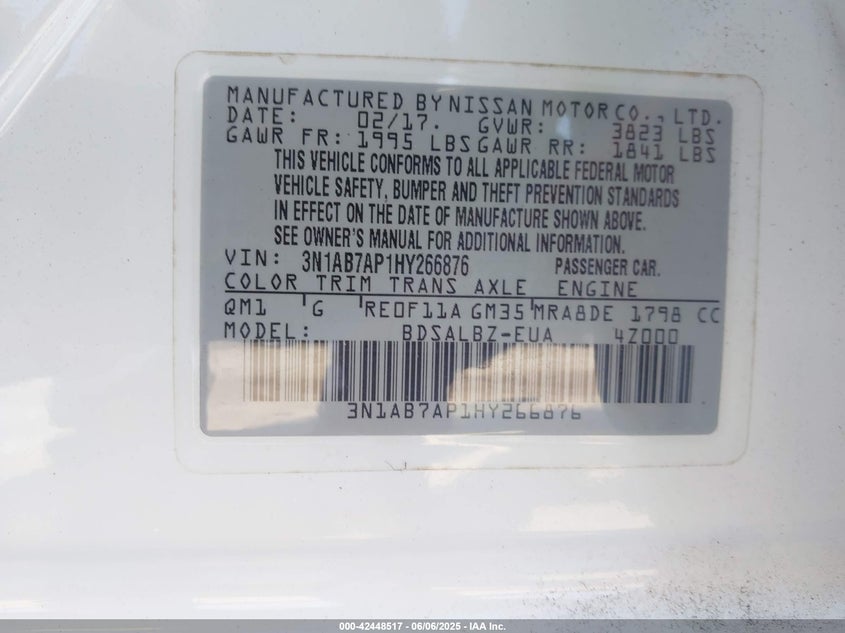 MANUFACTURED BY NISSAN MOTOR CO., LTD.
DATE: 02/17. GVWR: 3823 LBS
GAWR FR: 1995 LBS GAWR RR: 1841 LBS
THIS VEHICLE CONFORMS TO ALL APPLICABLE FEDERAL MOTOR
VEHICLE SAFETY, BUMPER AND THEFT PREVENTION STANDARDS
IN EFFECT ON THE DATE OF MANUFACTURE SHOWN ABOVE.
SEE OWNER'S MANUAL FOR ADDITIONAL INFORMATION.
VIN: 3N1AB7AP1HY266876 PASSENGER CAR.
COLOR TRIM TRANS AXLE ENGINE
QM1 G RE0F11A GM35 MRA8DE 1798 CC
MODEL: BDSALBZ-EUA 4Z000
3N1AB7AP1HY266876
000-42448517 - 06/06/2025 - IAA Inc.